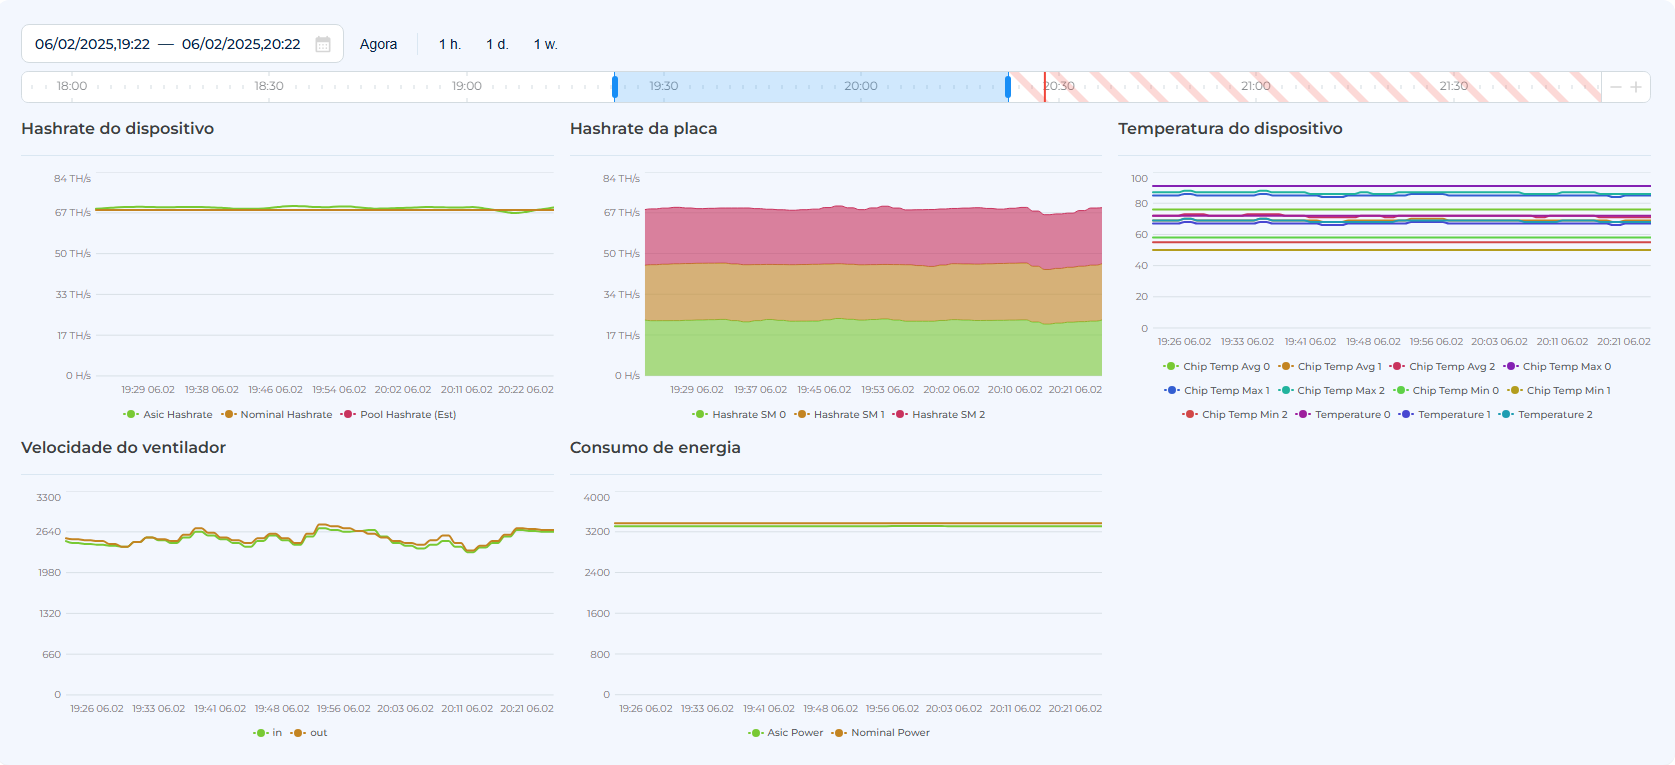 06/02/2025,19:22 — 06/02/2025,20:22 Agora 1 h. 1 d. 1 w.
18:00 18:30 19:00 19:30 20:00 20:30 21:00 21:30
Hashrate do dispositivo
84 TH/s
67 TH/s
50 TH/s
33 TH/s
17 TH/s
0 H/s
19:29 06.02 19:38 06.02 19:46 06.02 19:54 06.02 20:02 06.02 20:11 06.02 20:22 06.02
Asic Hashrate Nominal Hashrate Pool Hashrate (Est)
Hashrate da placa
84 TH/s
67 TH/s
50 TH/s
34 TH/s
17 TH/s
0 H/s
19:29 06.02 19:37 06.02 19:45 06.02 19:53 06.02 20:02 06.02 20:10 06.02 20:21 06.02
Hashrate SM 0 Hashrate SM 1 Hashrate SM 2
Temperatura do dispositivo
100
80
60
40
20
0
19:26 06.02 19:33 06.02 19:41 06.02 19:48 06.02 19:56 06.02 20:03 06.02 20:11 06.02 20:21 06.02
Chip Temp Avg 0 Chip Temp Avg 1 Chip Temp Avg 2 Chip Temp Max 0
Chip Temp Max 1 Chip Temp Max 2 Chip Temp Min 0 Chip Temp Min 1
Chip Temp Min 2 Temperature 0 Temperature 1 Temperature 2
Velocidade do ventilador
3300
2640
1980
1320
660
0
19:26 06.02 19:33 06.02 19:41 06.02 19:48 06.02 19:56 06.02 20:03 06.02 20:11 06.02 20:21 06.02
in out
Consumo de energia
4000
3200
2400
1600
800
0
19:26 06.02 19:33 06.02 19:41 06.02 19:48 06.02 19:56 06.02 20:03 06.02 20:11 06.02 20:21 06.02
Asic Power Nominal Power